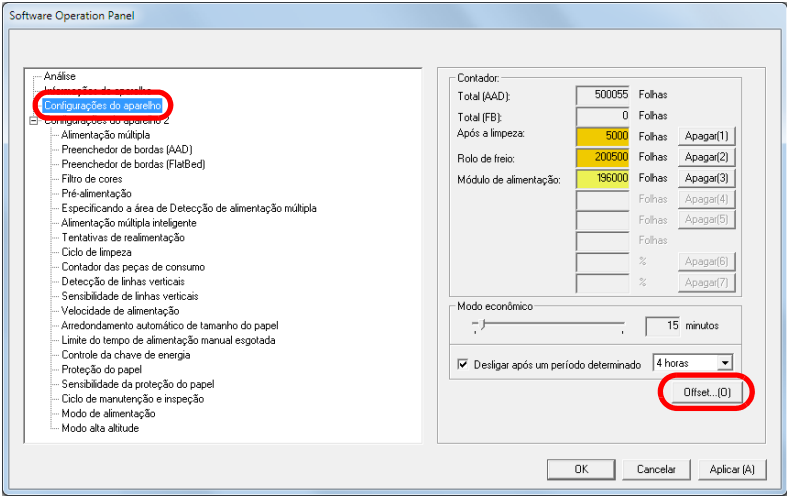 Software Operation Panel
Análise
Informações do aparelho
Configurações do aparelho
Configurações do aparelho 2
Alimentação múltipla
Preenchedor de bordas (AAD)
Preenchedor de bordas (FlatBed)
Filtro de cores
Pré-alimentação
Especificando a área de Detecção de alimentação múltipla
Alimentação múltipla inteligente
Tentativas de realimentação
Ciclo de limpeza
Contador das peças de consumo
Detecção de linhas verticais
Sensibilidade de linhas verticais
Velocidade de alimentação
Arredondamento automático de tamanho do papel
Limite do tempo de alimentação manual esgotada
Controle da chave de energia
Proteção do papel
Sensibilidade da proteção do papel
Ciclo de manutenção e inspeção
Modo de alimentação
Modo alta altitude
Contador:
Total (AAD): 500055 Folhas
Total (FB): 0 Folhas
Após a limpeza: 5000 Folhas Apagar(1)
Rolo de freio: 200500 Folhas Apagar(2)
Módulo de alimentação: 196000 Folhas Apagar(3)
Folhas Apagar(4)
Folhas Apagar(5)
Folhas
% Apagar(6)
% Apagar(7)
Modo econômico
15 minutos
Desligar após um período determinado 4 horas
Offset...(O)
OK Cancelar Aplicar (A)